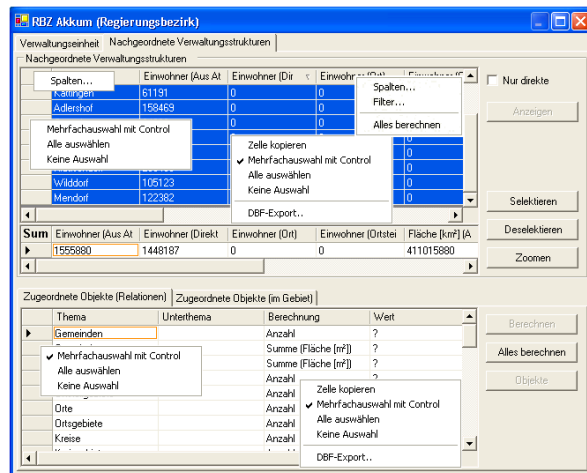 RBZ Akkum (Regierungsbezirk)
Verwaltungseinheit Nachgeordnete Verwaltungsstrukturen
Nachgeordnete Verwaltungsstrukturen
Einwohner (Aus At Einwohner (Dir
Spalten...
Kattingen 61191 0 0
Adlershof 158469 0 0
Spalten...
Filter...
Alles berechnen
Nur direkte
Anzeigen
Mehrfachauswahl mit Control
Alle auswählen
Keine Auswahl
Zelle kopieren
Mehrfachauswahl mit Control
Alle auswählen
Keine Auswahl
DBF-Export..
Wilddorf 105123
Mendorf 122382
Selektieren
Deselektieren
Zoomen
Sum Einwohner (Aus At Einwohner (Direkt Einwohner (Ort) Einwohner (Ortstei Fläche [km²] (A
1555880 1448187 0 0 411015880
Zugeordnete Objekte (Relationen) Zugeordnete Objekte (im Gebiet)
Thema Unterthema Berechnung Wert
Gemeinden Anzahl ?
Summe (Fläche [m²]) ?
Summe (Fläche [m²]) ?
Anzahl ?
Anzahl
Orte Anzahl
Ortsgebiete Anzahl
Kreise Anzahl
Mehrfachauswahl mit Control
Alle auswählen
Keine Auswahl
Zelle kopieren
Mehrfachauswahl mit Control
Alle auswählen
Keine Auswahl
DBF-Export..
Berechnen
Alles berechnen
Objekte